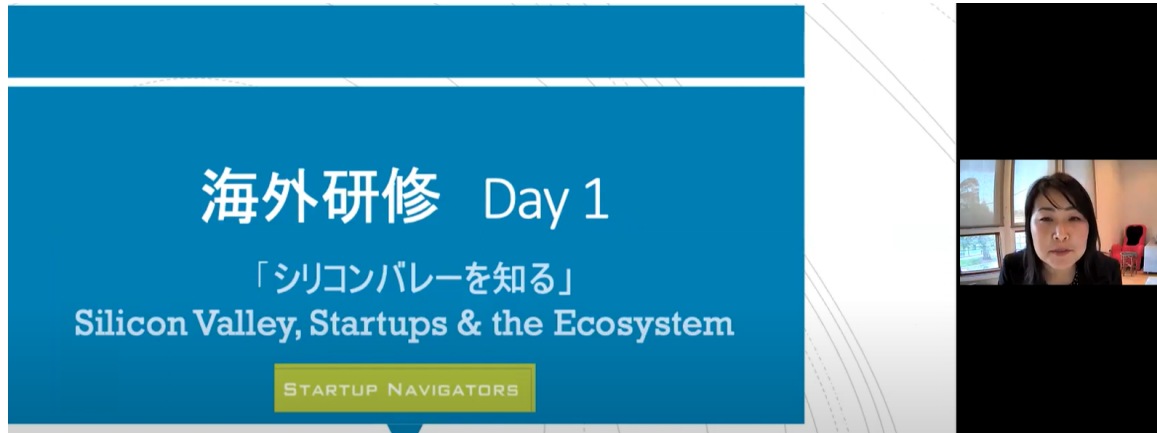 海外研修 Day 1
「シリコンバレーを知る」
Silicon Valley, Startups & the Ecosystem
STARTUP NAVIGATORS